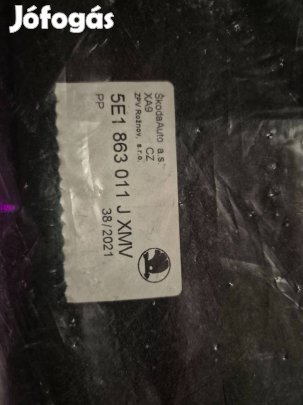 Jófogás
ŠkodaAuto a.s.
XA9 CZ
ZPV Rožnov, s.r.o.
5E1 863 011 J XMV
PP 38/2021